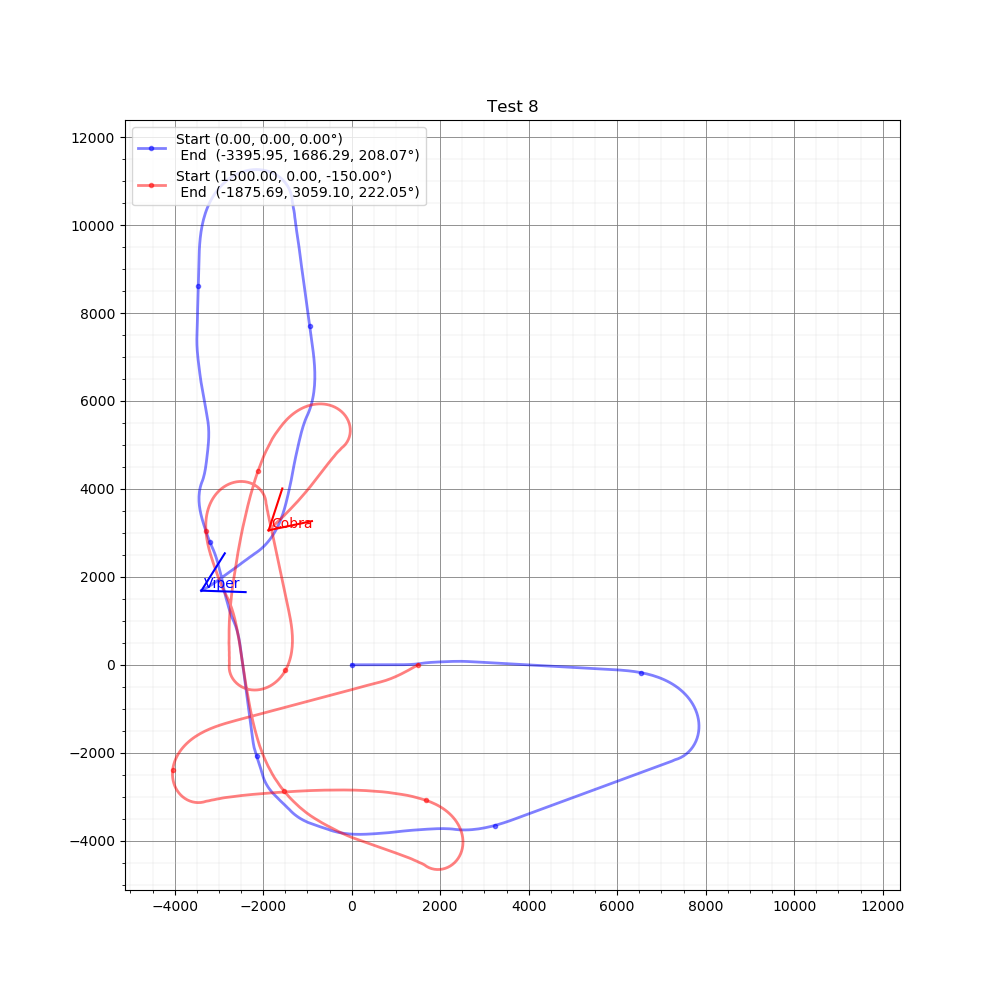 Test 8
Start (0.00, 0.00, 0.00°)
End (-3395.95, 1686.29, 208.07°)
Start (1500.00, 0.00, -150.00°)
End (-1875.69, 3059.10, 222.05°)
12000
10000
8000
6000
4000
2000
0
−2000
−4000
Cobra
Viper
−4000 −2000 0 2000 4000 6000 8000 10000 12000